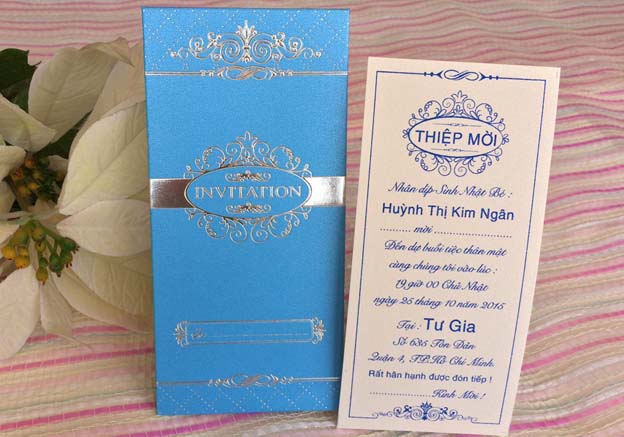 INVITATION
THIỆP MỜI
Nhân dịp Sinh Nhật Bé :
Huỳnh Thị Kim Ngân
............ mời ...............................
Đến dự buổi tiệc thân mật
cùng chúng tôi vào lúc :
19 giờ 00 Chủ Nhật
ngày 25 tháng 10 năm 2015
Tại : Tư Gia
Số 635 Tôn Đản
Quận 4, TP.Hồ Chí Minh.
Rất hân hạnh được đón tiếp !
....................Kính Mời !